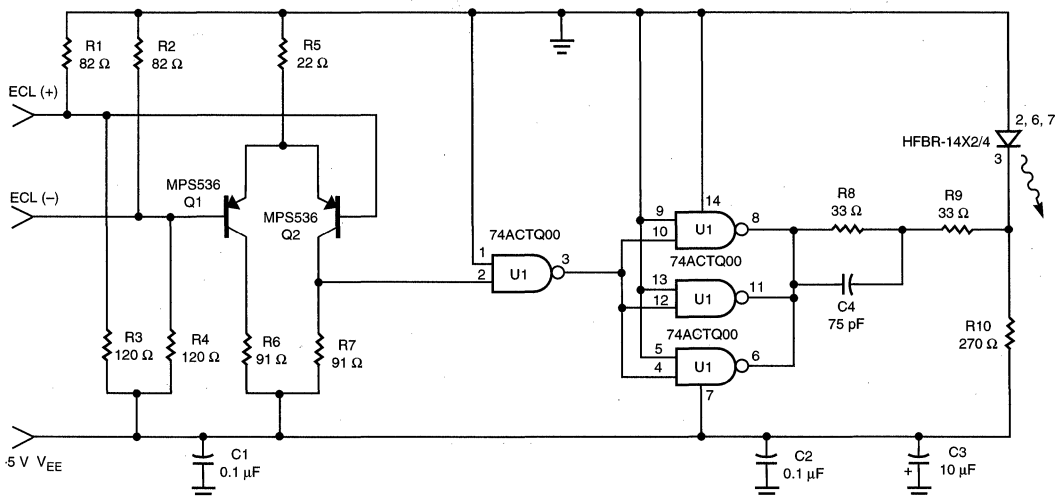 R1
82 Ω
R2
82 Ω
R5
22 Ω
ECL (+)
2, 6, 7
HFBR-14X2/4
3
MPS536
Q1
ECL (–)
MPS536
Q2
14
9
10
U1
8
R8
33 Ω
R9
33 Ω
74ACTQ00
1
2
U1
3
74ACTQ00
13
12
U1
11
C4
75 pF
74ACTQ00
5
4
U1
6
7
R3
120 Ω
R4
120 Ω
R6
91 Ω
R7
91 Ω
R10
270 Ω
-5 V VEE
C1
0.1 μF
C2
0.1 μF
+
C3
10 μF